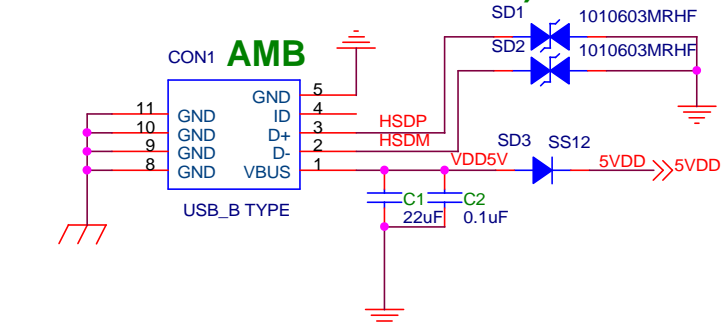 SD1
1010603MRHF
SD2
1010603MRHF
CON1
AMB
GND
5
ID
4
D+
3
HSDP
D-
2
HSDM
VBUS
1
VDD5V
11
GND
10
GND
9
GND
8
GND
USB_B TYPE
SD3
SS12
5VDD
5VDD
C1
22uF
C2
0.1uF